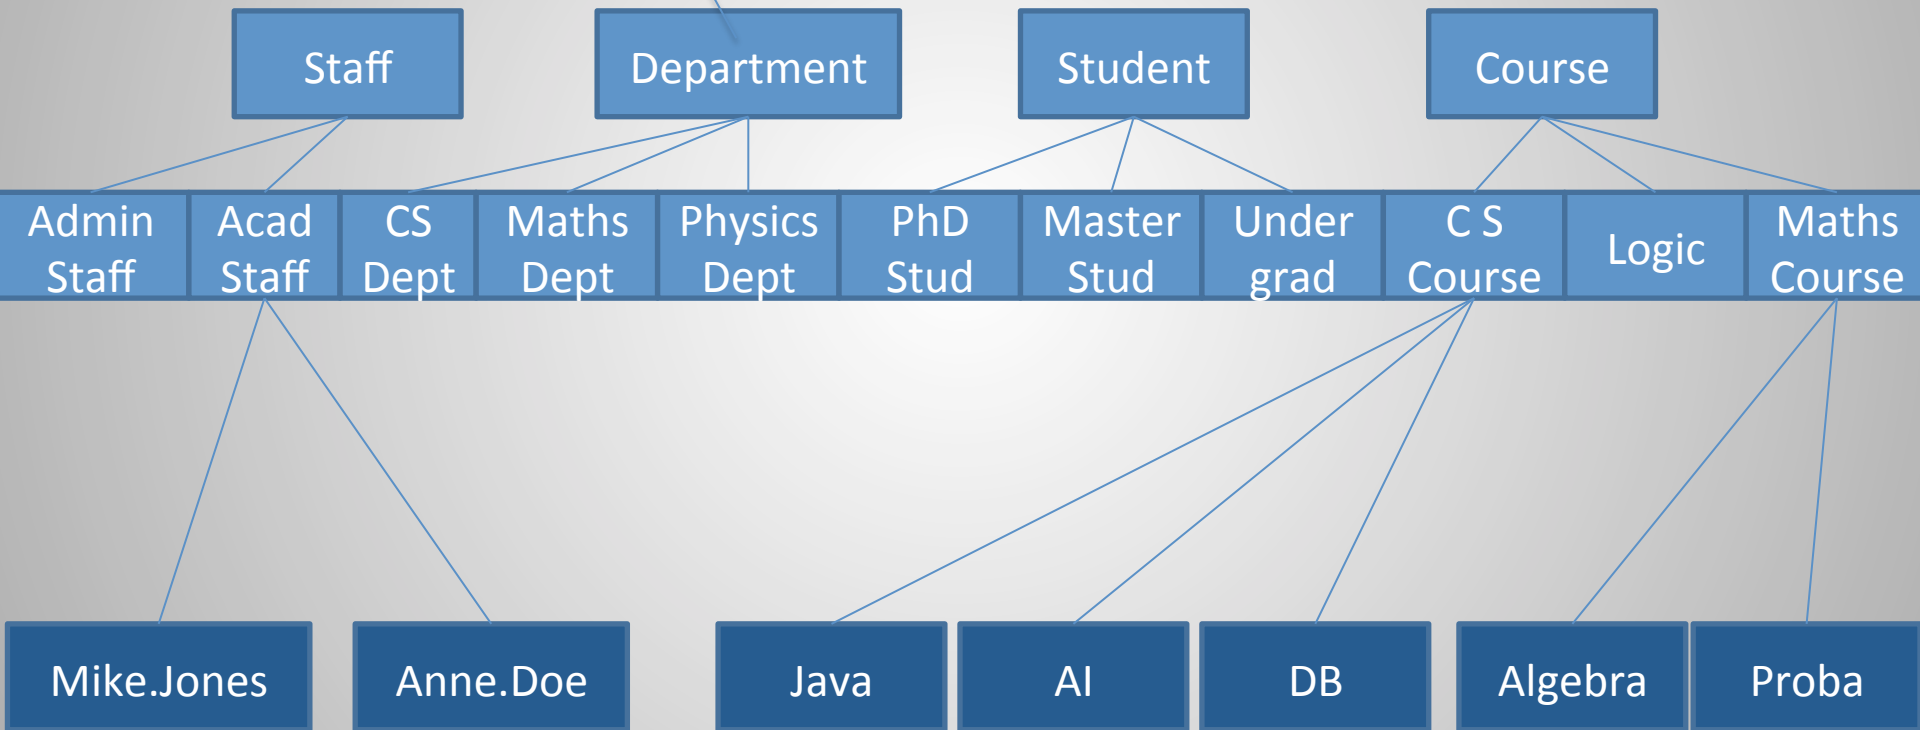 Staff
Department
Student
Course
Admin
Staff
Acad
Staff
CS
Dept
Maths
Dept
Physics
Dept
PhD
Stud
Master
Stud
Under
grad
C S
Course
Logic
Maths
Course
Mike.Jones
Anne.Doe
Java
AI
DB
Algebra
Proba